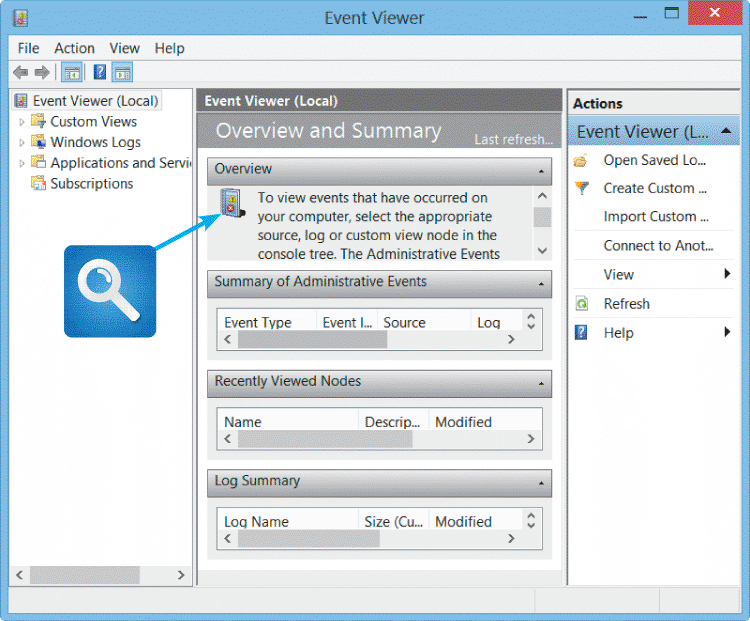 Event Viewer
File Action View Help
Event Viewer (Local)
Custom Views
Windows Logs
Applications and Servi
Subscriptions
Event Viewer (Local)
Overview and Summary
Last refresh...
Overview
To view events that have occurred on
your computer, select the appropriate
source, log or custom view node in the
console tree. The Administrative Events
Summary of Administrative Events
Event Type Event I... Source Log
Recently Viewed Nodes
Name Descrip... Modified
Log Summary
Log Name Size (Cu... Modified
Actions
Event Viewer (L...
Open Saved Lo...
Create Custom ...
Import Custom ...
Connect to Anot...
View
Refresh
Help